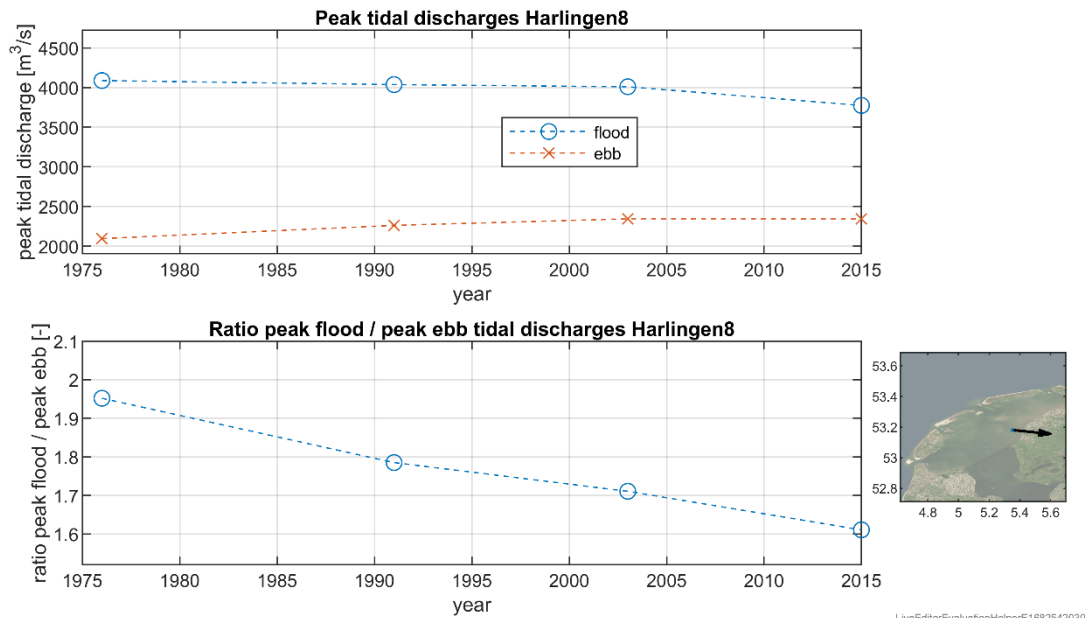 Peak tidal discharges Harlingen8
peak tidal discharge [m³/s]
4500
4000
3500
3000
2500
2000
flood
ebb
1975 1980 1985 1990 1995 2000 2005 2010 2015
year
Ratio peak flood / peak ebb tidal discharges Harlingen8
ratio peak flood / peak ebb [-]
2.1
2
1.9
1.8
1.7
1.6
1975 1980 1985 1990 1995 2000 2005 2010 2015
year
53.6
53.4
53.2
53
52.8
4.8 5 5.2 5.4 5.6